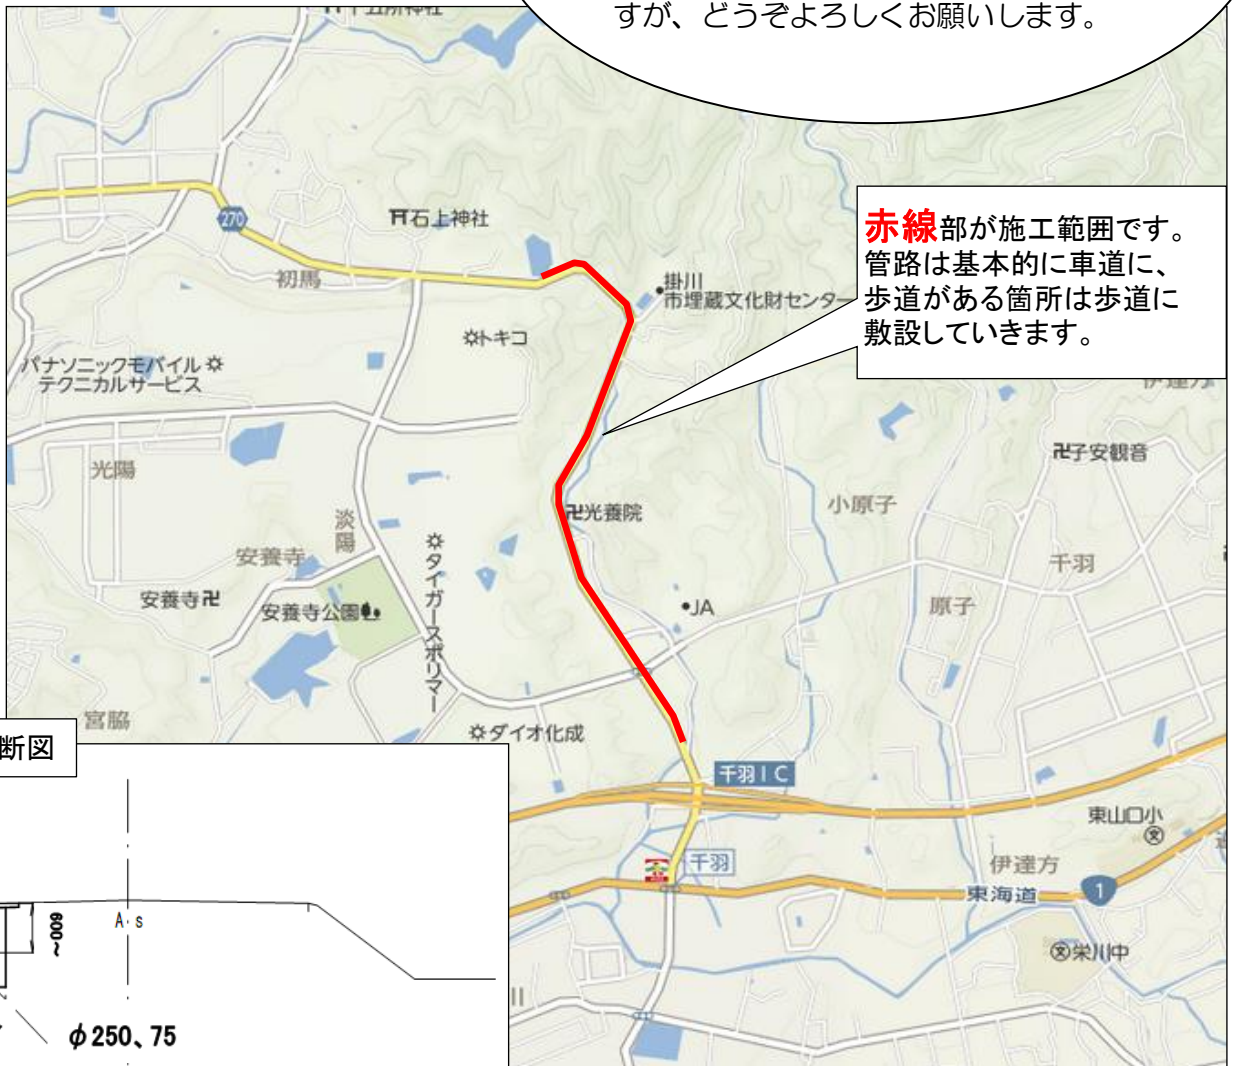 すが、どうぞよろしくお願いします。
270
石上神社
初馬
赤線部が施工範囲です。
管路は基本的に車道に、
歩道がある箇所は歩道に
敷設していきます。
掛川
市埋蔵文化財センター
トキコ
パナソニックモバイル
テクニカルサービス
伊達方
光陽
卍子安観音
淡陽
卍光養院
小原子
安養寺
タイガースポリマー
千羽
安養寺卍
安養寺公園
JA
原子
宮脇
ダイオ化成
断図
千羽IC
東山口小
文
千羽
伊達方
東海道
1
文栄川中
A s
~600
φ250、75